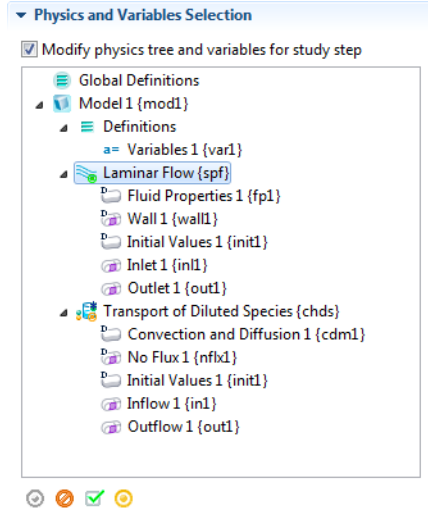 Physics and Variables Selection
Modify physics tree and variables for study step
Global Definitions
Model 1 {mod1}
Definitions
a= Variables 1 {var1}
Laminar Flow {spf}
D Fluid Properties 1 {fp1}
D Wall 1 {wall1}
D Initial Values 1 {init1}
Inlet 1 {inl1}
Outlet 1 {out1}
Transport of Diluted Species {chds}
D Convection and Diffusion 1 {cdm1}
D No Flux 1 {nflx1}
D Initial Values 1 {init1}
Inflow 1 {in1}
Outflow 1 {out1}